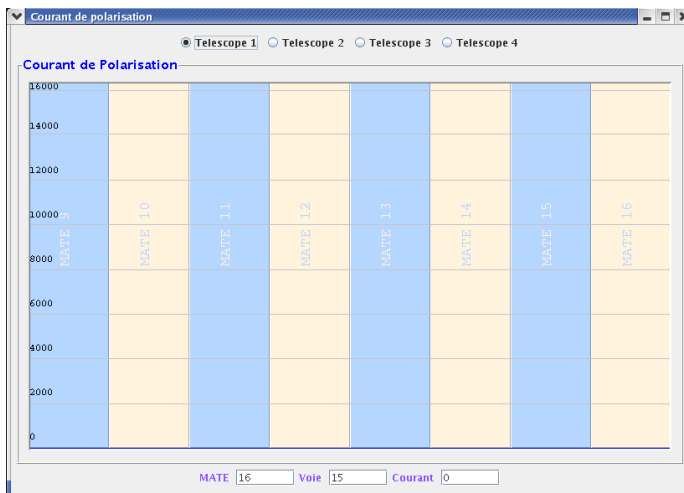 Courant de polarisation
Telescope 1 Telescope 2 Telescope 3 Telescope 4
Courant de Polarisation
16000
14000
12000
10000
8000
6000
4000
2000
0
MATE 9
MATE 10
MATE 11
MATE 12
MATE 13
MATE 14
MATE 15
MATE 16
MATE 16 Voie 15 Courant 0